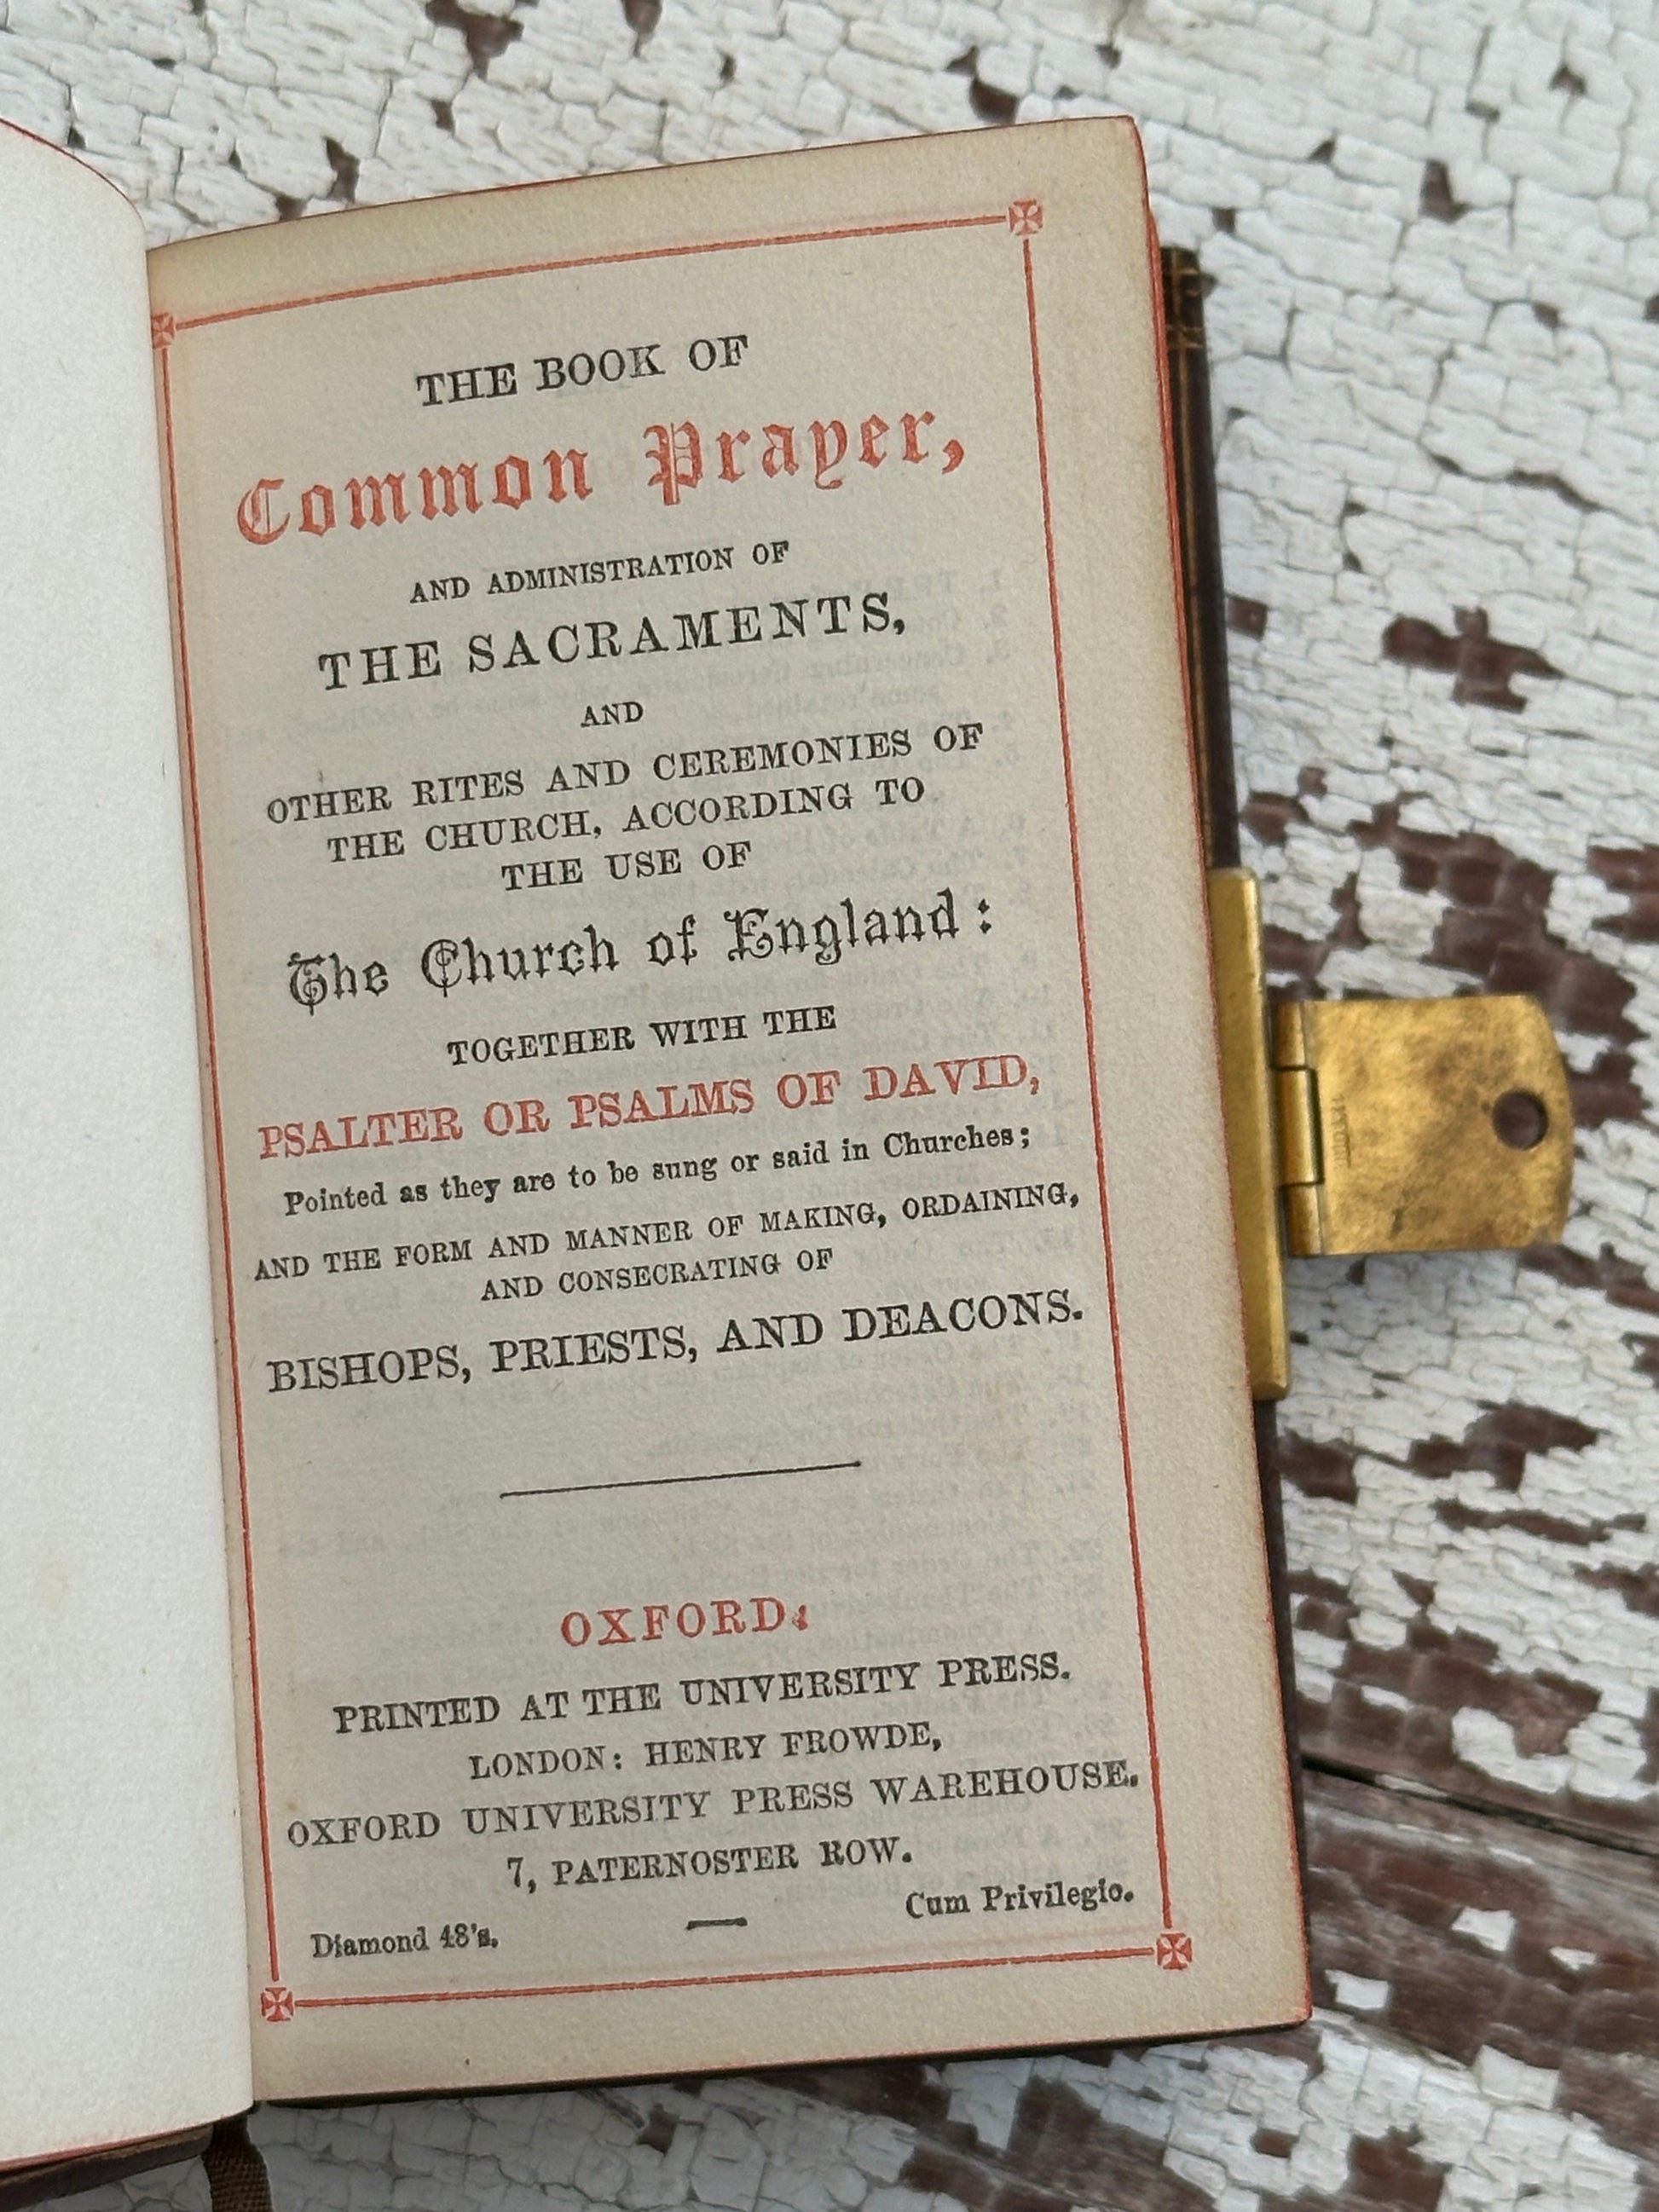 THE BOOK OF
Common Prayer,
AND ADMINISTRATION OF
THE SACRAMENTS,
AND
OTHER RITES AND CEREMONIES OF
THE CHURCH, ACCORDING TO
THE USE OF
The Church of England:
TOGETHER WITH THE
PSALTER OR PSALMS OF DAVID,
Pointed as they are to be sung or said in Churches;
AND THE FORM AND MANNER OF MAKING, ORDAINING,
AND CONSECRATING OF
BISHOPS, PRIESTS, AND DEACONS.
OXFORD:
PRINTED AT THE UNIVERSITY PRESS.
LONDON: HENRY FROWDE,
OXFORD UNIVERSITY PRESS WAREHOUSE.
7, PATERNOSTER ROW.
Diamond 48's. Cum Privilegio.